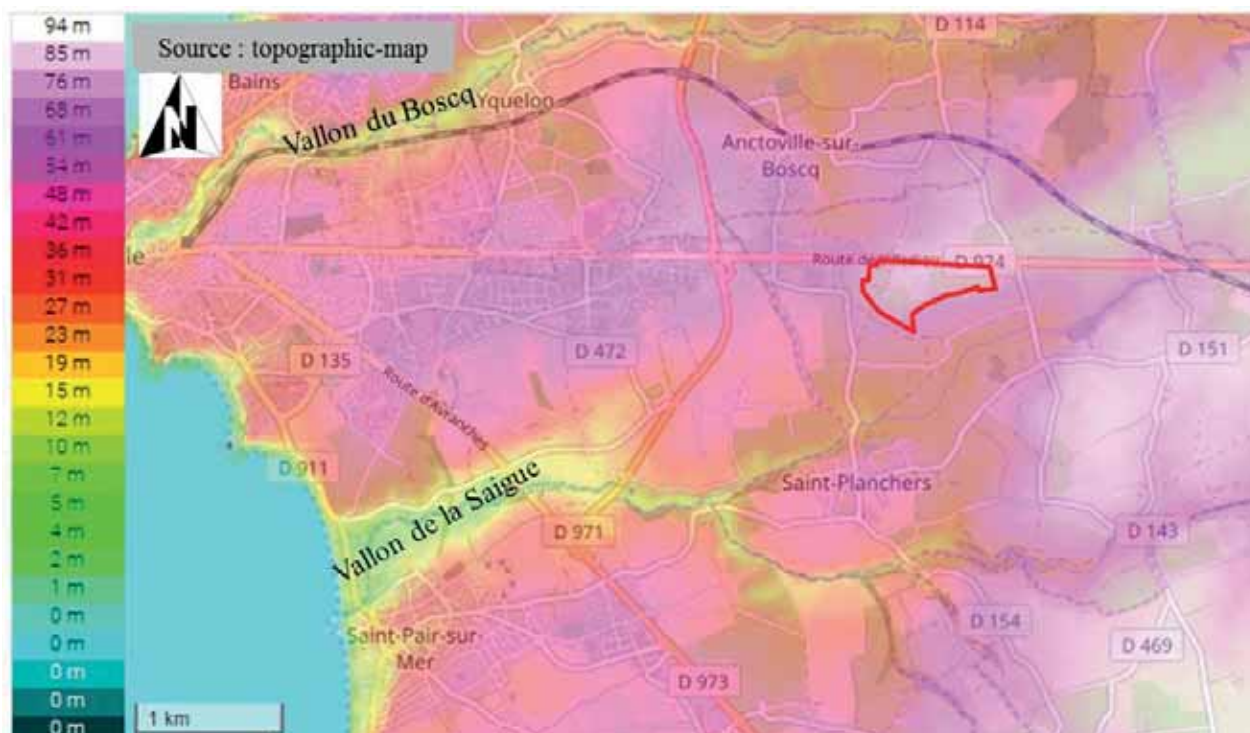 94 m
85 m
76 m
68 m
61 m
54 m
48 m
42 m
36 m
31 m
27 m
23 m
19 m
15 m
12 m
10 m
7 m
5 m
4 m
2 m
1 m
0 m
0 m
0 m
0 m
0 m
Source : topographic-map
N
Bains
D 114
Yqueloo
Vallon du Boscq
Anctoville-sur-
Boscq
le
Route
D 974
D 135
D 472
D 151
Route d'Avranches
D 911
Saint-Planchers
Vallon de la Saigue
D 971
D 143
Saint-Pair-sur-
Mer
D 154
D 469
D 973
1 km